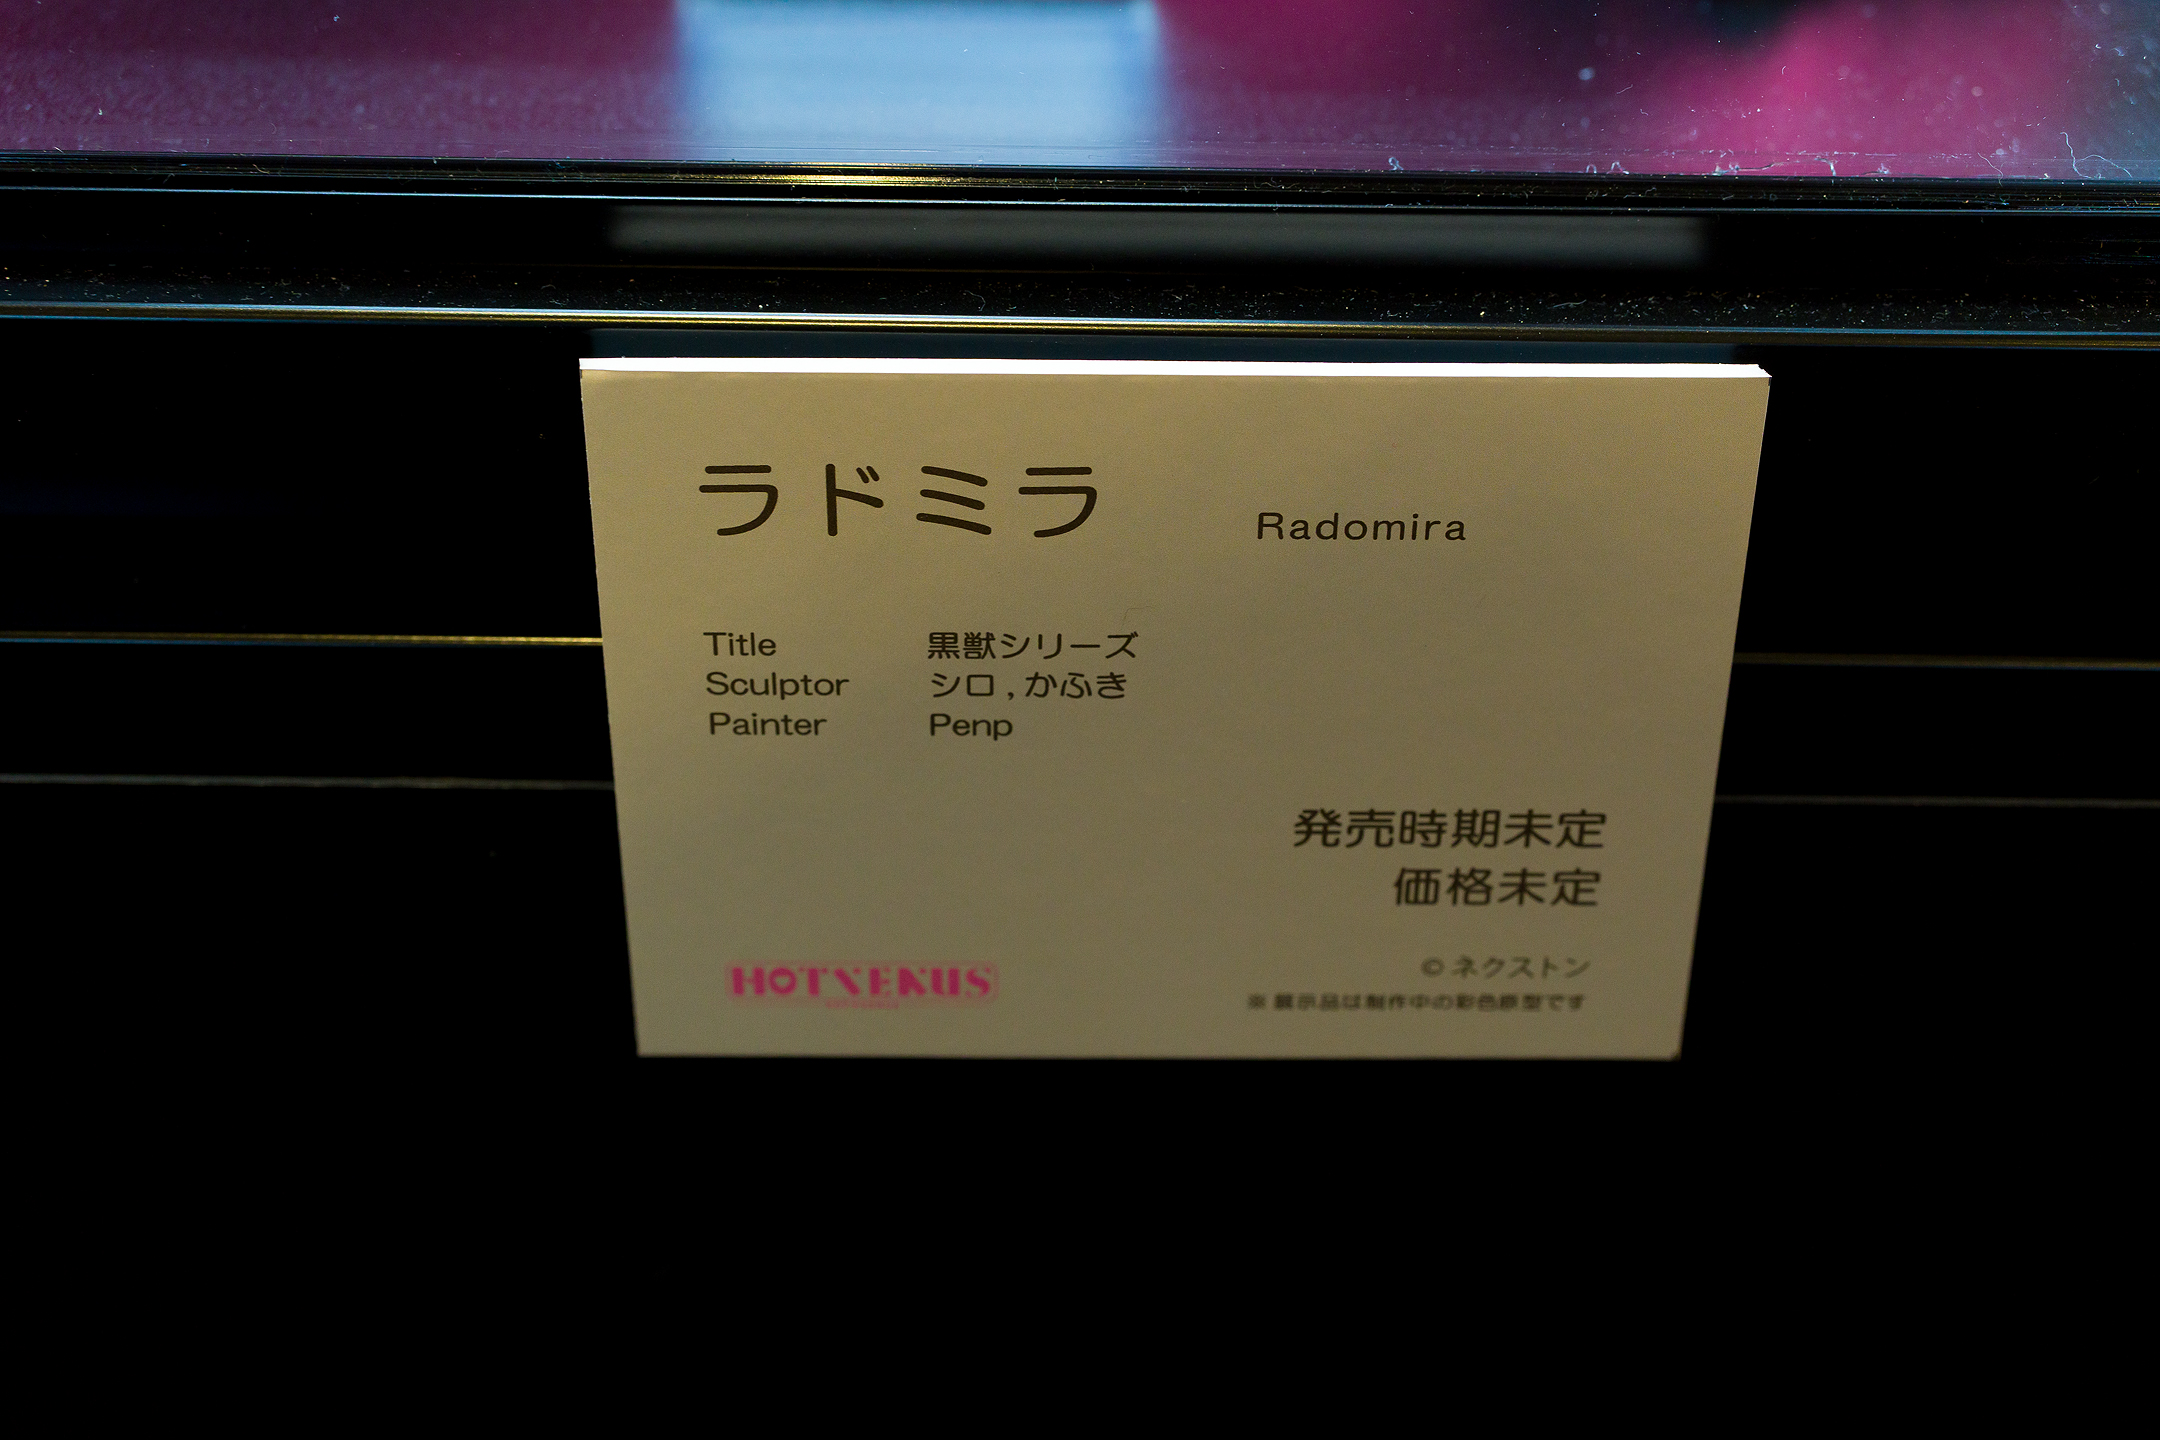 ラドミラ Radomira
Title 黒獣シリーズ
Sculptor シロ , かふき
Painter Penp
発売時期未定
価格未定
© ネクストン
※ 展示品は制作中の彩色原型です
HOTVENUS